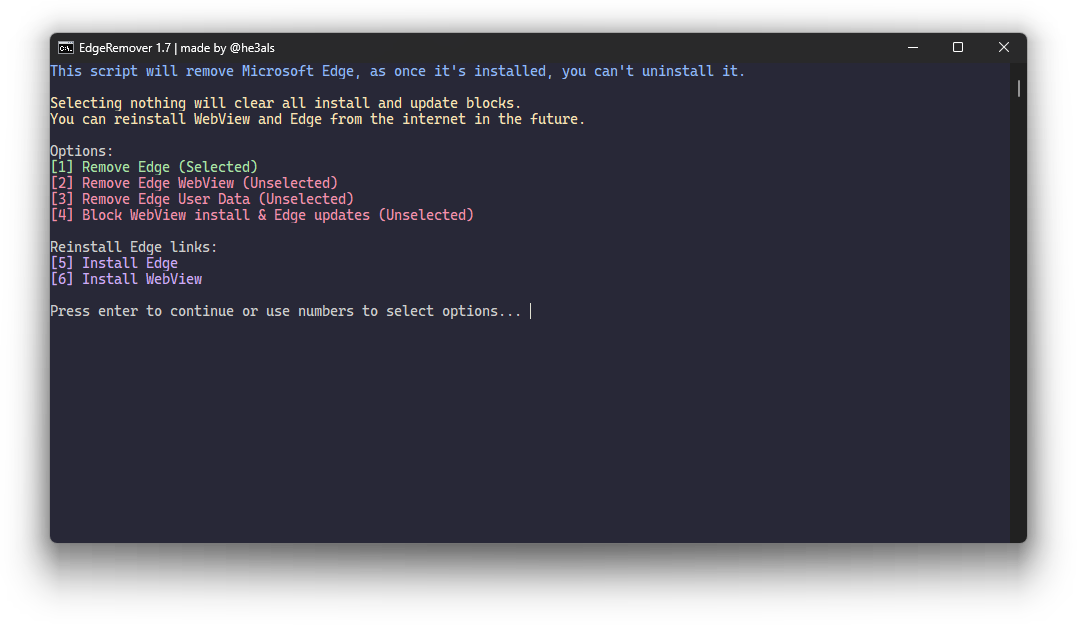 EdgeRemover 1.7 | made by @he3als
This script will remove Microsoft Edge, as once it's installed, you can't uninstall it.
Selecting nothing will clear all install and update blocks.
You can reinstall WebView and Edge from the internet in the future.
Options:
[1] Remove Edge (Selected)
[2] Remove Edge WebView (Unselected)
[3] Remove Edge User Data (Unselected)
[4] Block WebView install & Edge updates (Unselected)
Reinstall Edge links:
[5] Install Edge
[6] Install WebView
Press enter to continue or use numbers to select options...